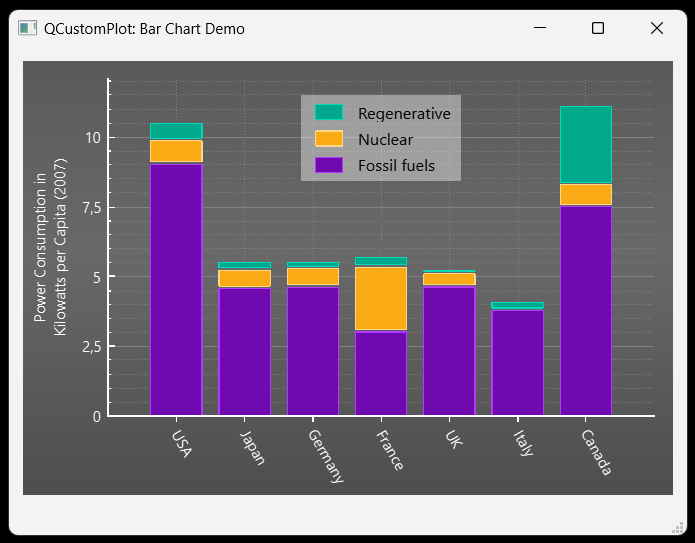 QCustomPlot: Bar Chart Demo
Regenerative
Nuclear
Fossil fuels
Power Consumption in
Kilowatts per Capita (2007)
10
7,5
5
2,5
0
USA
Japan
Germany
France
UK
Italy
Canada